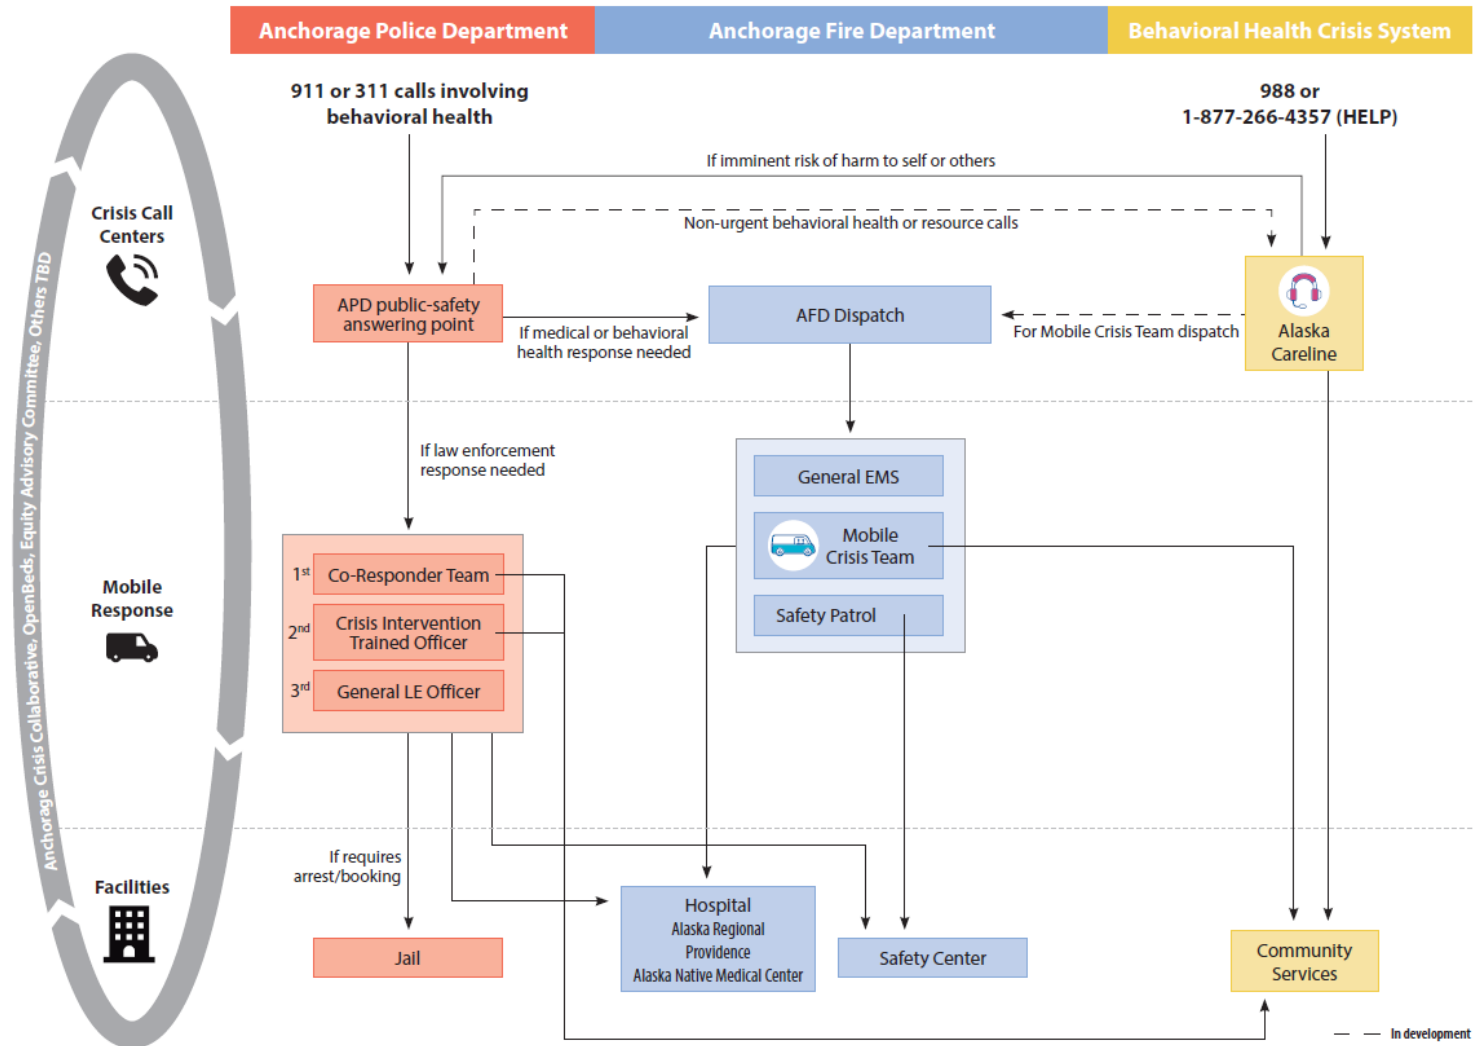 Anchorage Police Department
Anchorage Fire Department
Behavioral Health Crisis System
911 or 311 calls involving
behavioral health
988 or
1-877-266-4357 (HELP)
If imminent risk of harm to self or others
Non-urgent behavioral health or resource calls
Crisis Call
Centers
APD public-safety
answering point
If medical or behavioral
health response needed
AFD Dispatch
For Mobile Crisis Team dispatch
Alaska
Careline
Anchorage Crisis Collaborative, OpenBeds, Equity Advisory Committee, Others TBD
If law enforcement
response needed
General EMS
Mobile
Crisis Team
Safety Patrol
Mobile
Response
1st Co-Responder Team
2nd Crisis Intervention
Trained Officer
3rd General LE Officer
If requires
arrest/booking
Facilities
Jail
Hospital
Alaska Regional
Providence
Alaska Native Medical Center
Safety Center
Community
Services
In development